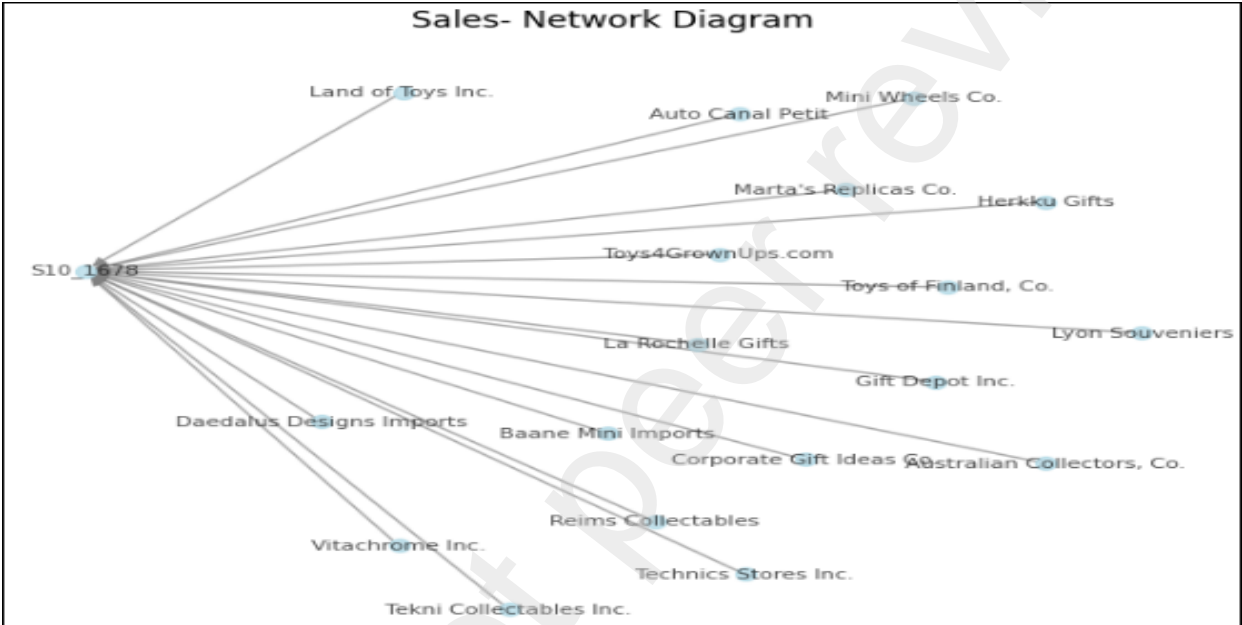 Sales- Network Diagram
Land of Toys Inc.
Mini Wheels Co.
Auto Canal Petit
Marta's Replicas Co.
Herkku Gifts
Toys4GrownUps.com
S10_1678
Toys of Finland, Co.
Lyon Souveniers
La Rochelle Gifts
Gift Depot Inc.
Daedalus Designs Imports
Baane Mini Imports
Corporate Gift Ideas Co.
Australian Collectors, Co.
Reims Collectables
Vitachrome Inc.
Technics Stores Inc.
Tekni Collectables Inc.
t peer revi